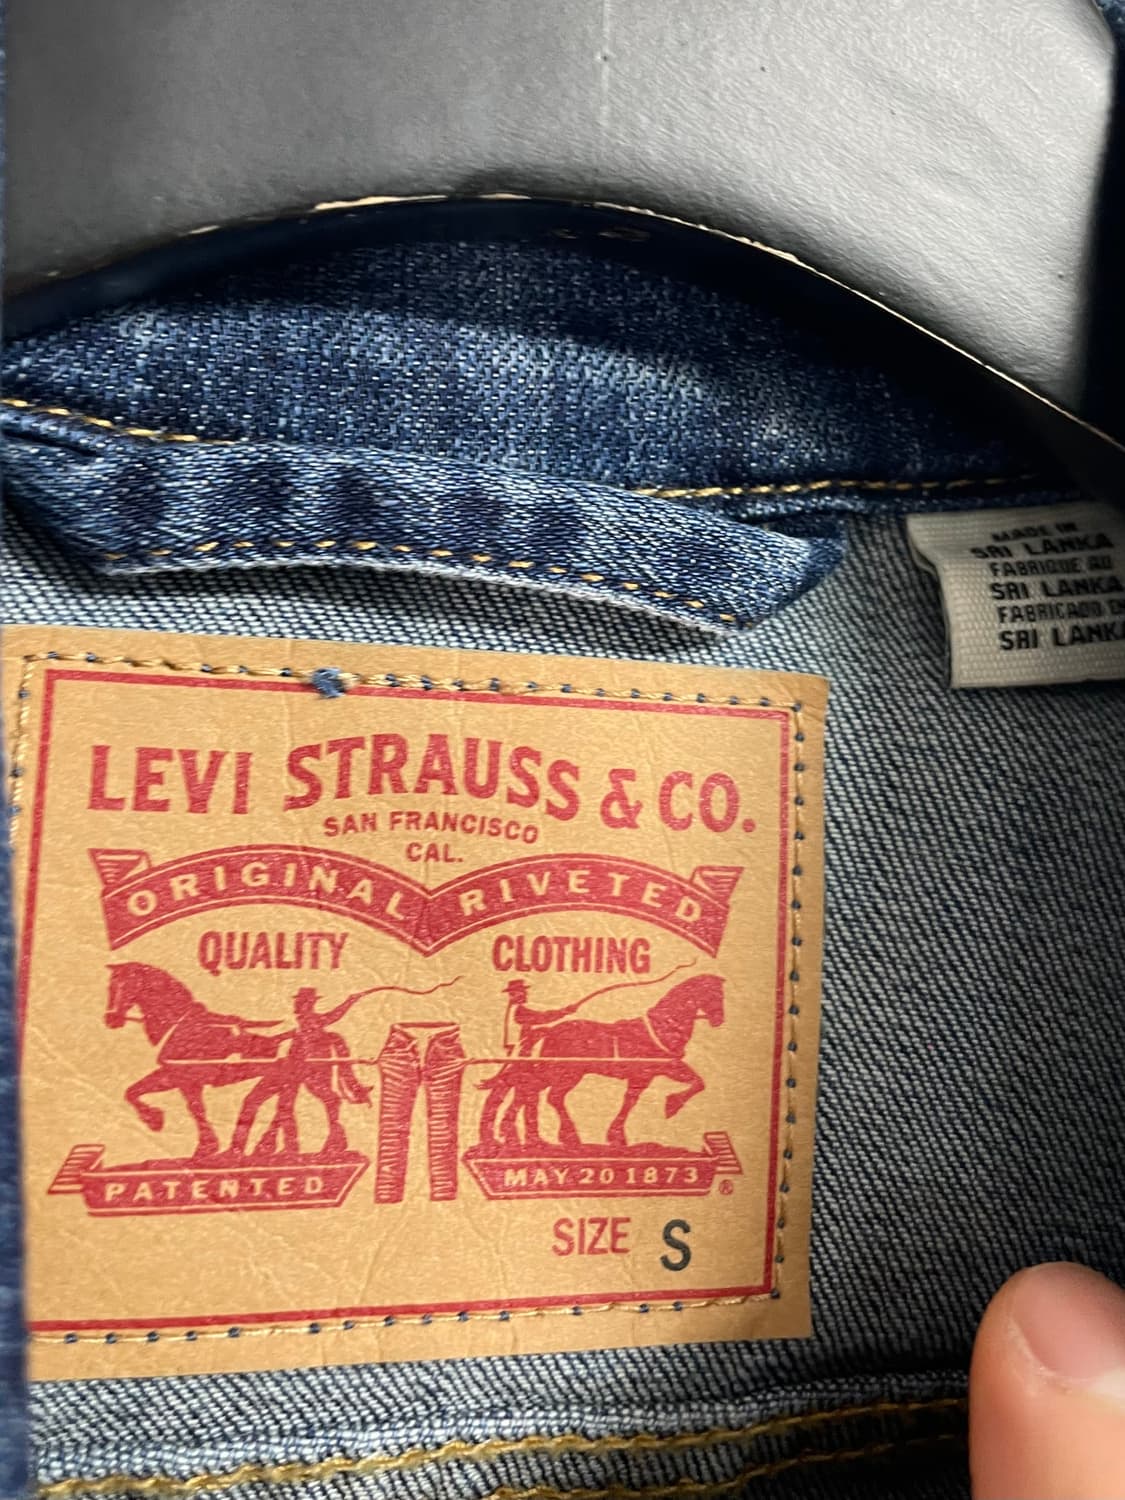 MADE IN
SRI LANKA
FABRIQUE AU
SRI LANKA
FABRICADO EN
SRI LANKA
LEVI STRAUSS & CO.
SAN FRANCISCO
CAL.
ORIGINAL RIVETED
QUALITY CLOTHING
PATENTED MAY 20 1873 ®
SIZE S